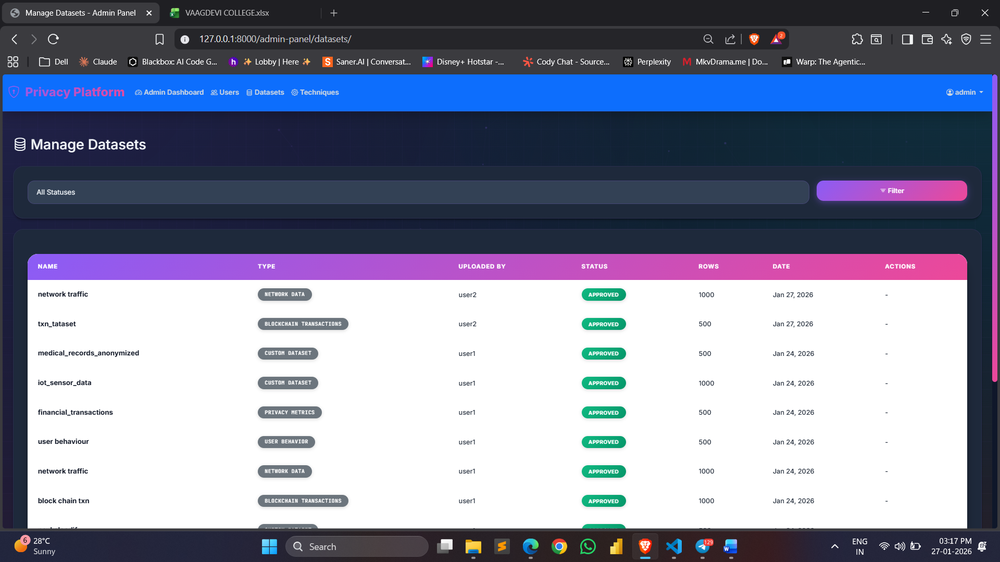 Manage Datasets - Admin Panel
VAAGDEVI COLLEGE.xlsx
127.0.0.1:8000/admin-panel/datasets/
2
Dell
Claude
Blackbox: AI Code G...
h
✨ Lobby | Here ✨
S
Saner.AI | Conversat...
Disney+ Hotstar -...
Cody Chat - Source...
Perplexity
M
MkvDrama.me | Do...
Warp: The Agentic...
Privacy Platform
Admin Dashboard
Users
Datasets
Techniques
admin
Manage Datasets
All Statuses
Filter
NAME TYPE UPLOADED BY STATUS ROWS DATE ACTIONS
network traffic NETWORK DATA user2 APPROVED 1000 Jan 27, 2026 -
txn_tataset BLOCKCHAIN TRANSACTIONS user2 APPROVED 500 Jan 27, 2026 -
medical_records_anonymized CUSTOM DATASET user1 APPROVED 500 Jan 24, 2026 -
iot_sensor_data CUSTOM DATASET user1 APPROVED 1000 Jan 24, 2026 -
financial_transactions PRIVACY METRICS user1 APPROVED 500 Jan 24, 2026 -
user behaviour USER BEHAVIOR user1 APPROVED 500 Jan 24, 2026 -
network traffic NETWORK DATA user1 APPROVED 1000 Jan 24, 2026 -
block chain txn BLOCKCHAIN TRANSACTIONS user1 APPROVED 1000 Jan 24, 2026 -
6
28°C
Sunny
Search
129
W
ENG
IN
03:17 PM
27-01-2026